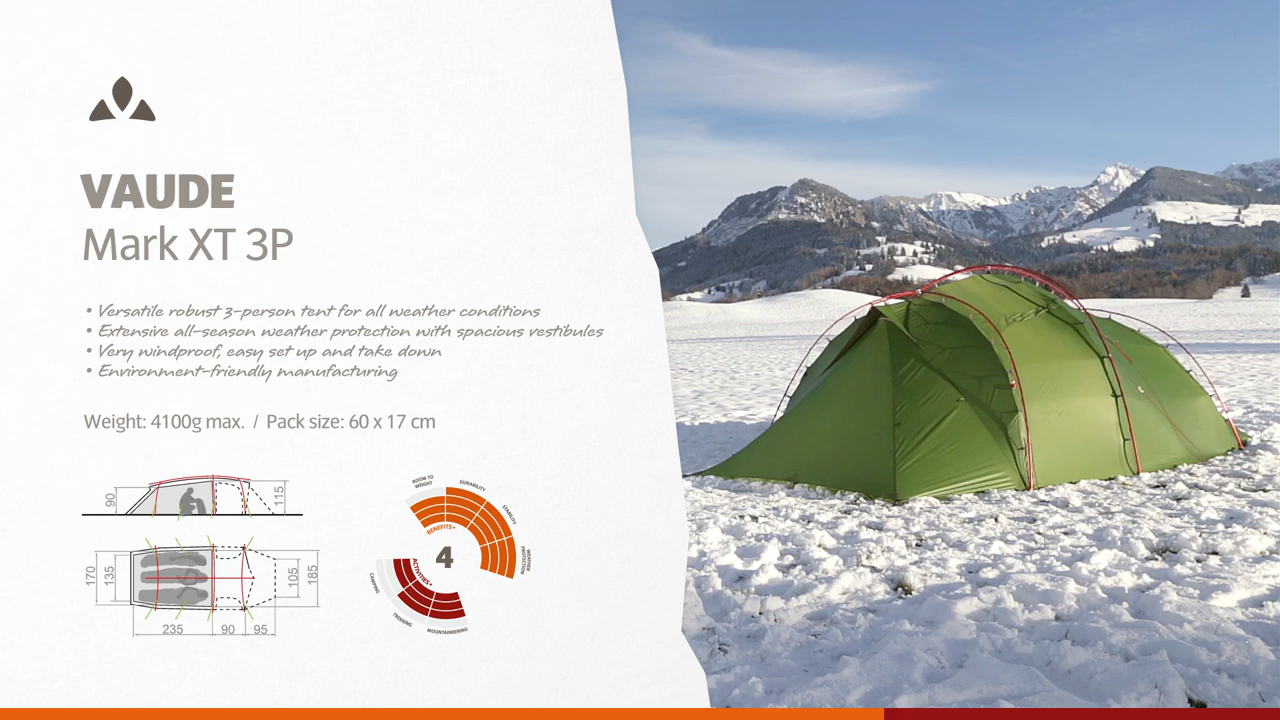 VAUDE
Mark XT 3P
• Versatile robust 3-person tent for all weather conditions
• Extensive all-season weather protection with spacious vestibules
• Very windproof, easy set up and take down
• Environment-friendly manufacturing
Weight: 4100g max. / Pack size: 60 x 17 cm
90
115
170
135
105
185
235
90
95
ROOM TO
WEIGHT
DURABILITY
STABILITY
WEATHER
PROTECTION
BENEFITS
4
ACTIVITIES
CAMPING
TREKKING
MOUNTAINEERING